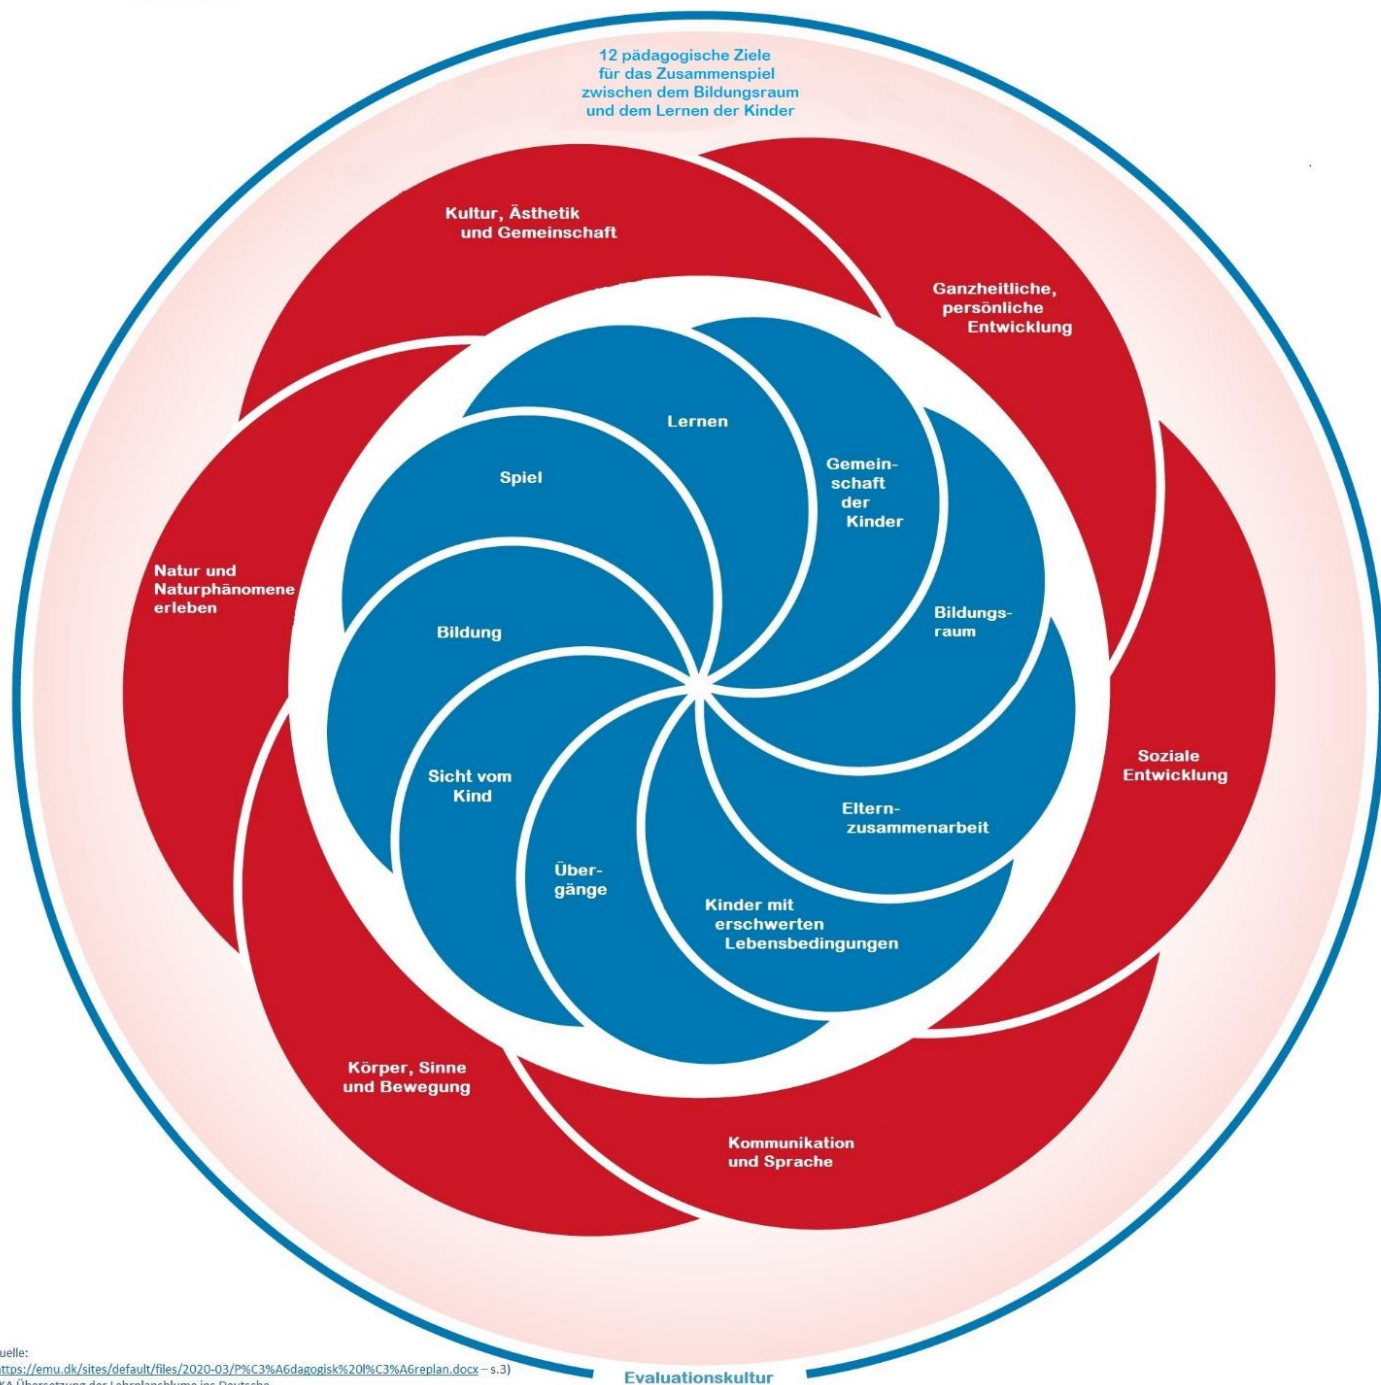 12 pädagogische Ziele
für das Zusammenspiel
zwischen dem Bildungsraum
und dem Lernen der Kinder
Kultur, Ästhetik
und Gemeinschaft
Ganzheitliche,
persönliche
Entwicklung
Lernen
Gemein-
schaft
der
Kinder
Spiel
Natur und
Naturphänomene
erleben
Bildung
Bildungs-
raum
Soziale
Entwicklung
Sicht vom
Kind
Eltern-
zusammenarbeit
Über-
gänge
Kinder mit
erschwerten
Lebensbedingungen
Körper, Sinne
und Bewegung
Kommunikation
und Sprache
uelle:
ttps://emu.dk/sites/default/files/2020-03/P%C3%A6dagogisk%20l%C3%A6replan.docx – s.3)
Evaluationskultur